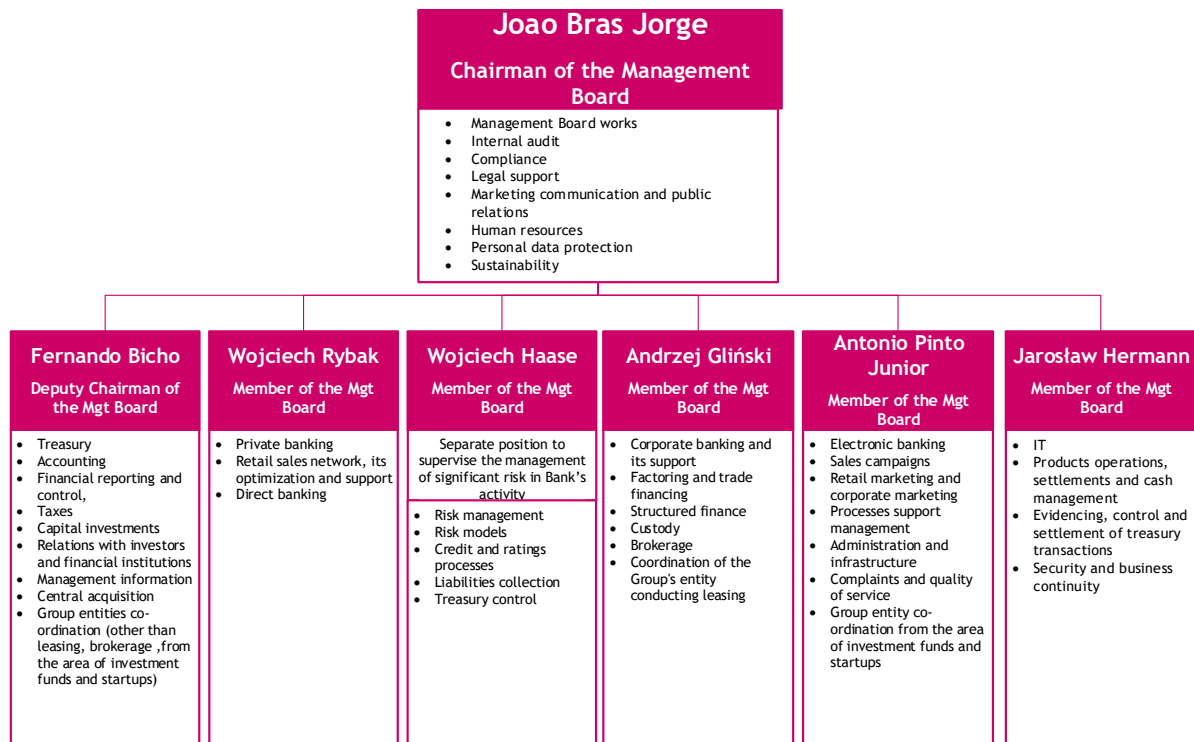 Joao Bras Jorge
Chairman of the Management
Board
• Management Board works
• Internal audit
• Compliance
• Legal support
• Marketing communication and public
relations
• Human resources
• Personal data protection
• Sustainability
Fernando Bicho
Deputy Chairman of
the Mgt Board
• Treasury
• Accounting
• Financial reporting and
control,
• Taxes
• Capital investments
• Relations with investors
and financial institutions
• Management information
• Central acquisition
• Group entities co-
ordination (other than
leasing, brokerage ,from
the area of investment
funds and startups)
Wojciech Rybak
Member of the Mgt
Board
• Private banking
• Retail sales network, its
optimization and support
• Direct banking
Wojciech Haase
Member of the Mgt
Board
Separate position to
supervise the management
of significant risk in Bank’s
activity
• Risk management
• Risk models
• Credit and ratings
processes
• Liabilities collection
• Treasury control
Andrzej Gliński
Member of the Mgt
Board
• Corporate banking and
its support
• Factoring and trade
financing
• Structured finance
• Custody
• Brokerage
• Coordination of the
Group's entity
conducting leasing
Antonio Pinto
Junior
Member of the Mgt
Board
• Electronic banking
• Sales campaigns
• Retail marketing and
corporate marketing
• Processes support
management
• Administration and
infrastructure
• Complaints and quality
of service
• Group entity co-
ordination from the area
of investment funds and
startups
Jarosław Hermann
Member of the Mgt
Board
• IT
• Products operations,
settlements and cash
management
• Evidencing, control and
settlement of treasury
transactions
• Security and business
continuity